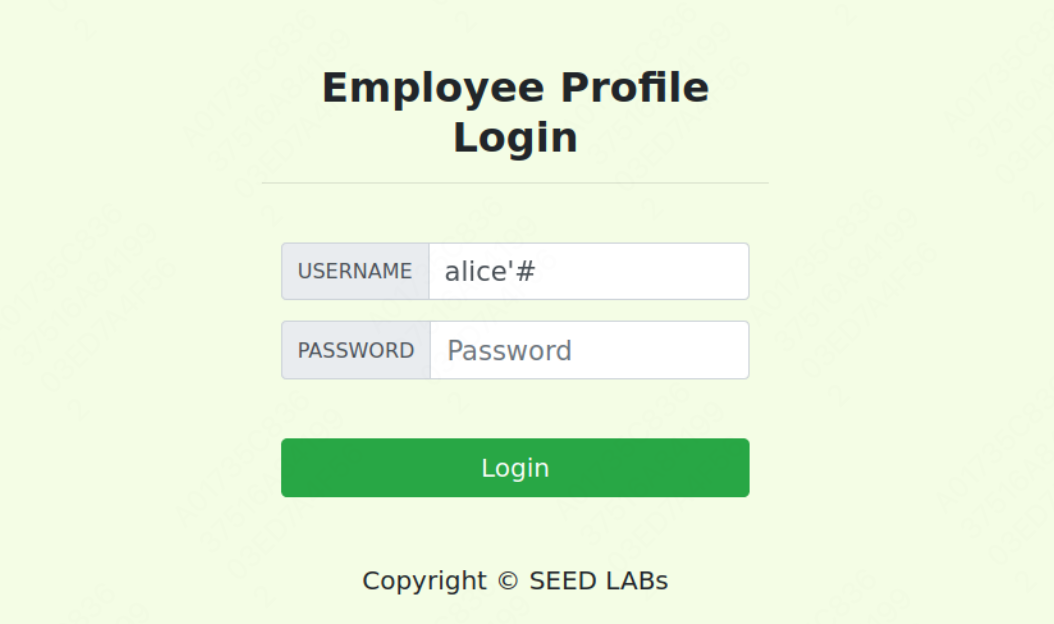 Employee Profile
Login
USERNAME alice'#
PASSWORD Password
Login
Copyright © SEED LABs